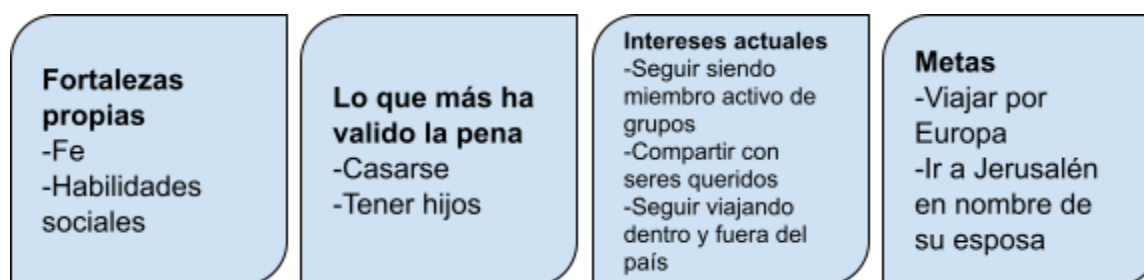 Fortalezas
propias
-Fe
-Habilidades
sociales
Lo que más ha
valido la pena
-Casarse
-Tener hijos
Intereses actuales
-Seguir siendo
miembro activo de
grupos
-Compartir con
seres queridos
-Seguir viajando
dentro y fuera del
país
Metas
-Viajar por
Europa
-Ir a Jerusalén
en nombre de
su esposa